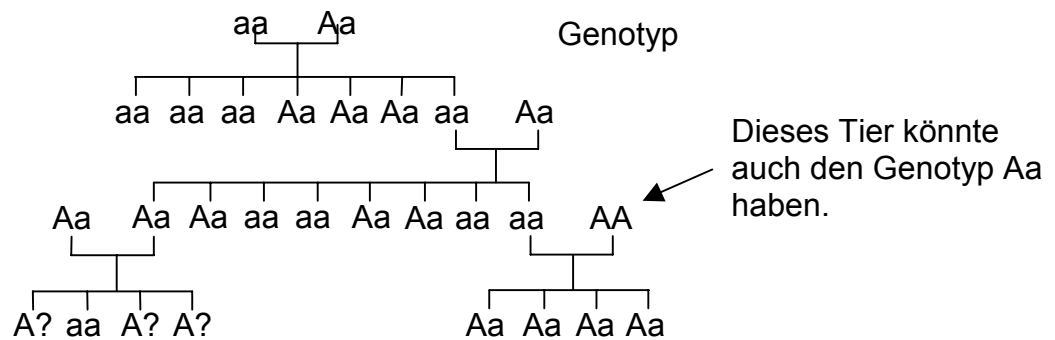 aa Aa Genotyp
aa aa aa Aa Aa Aa aa Aa
Dieses Tier könnte
auch den Genotyp Aa
haben.
Aa Aa Aa aa aa Aa Aa aa aa AA
A? aa A? A? Aa Aa Aa Aa